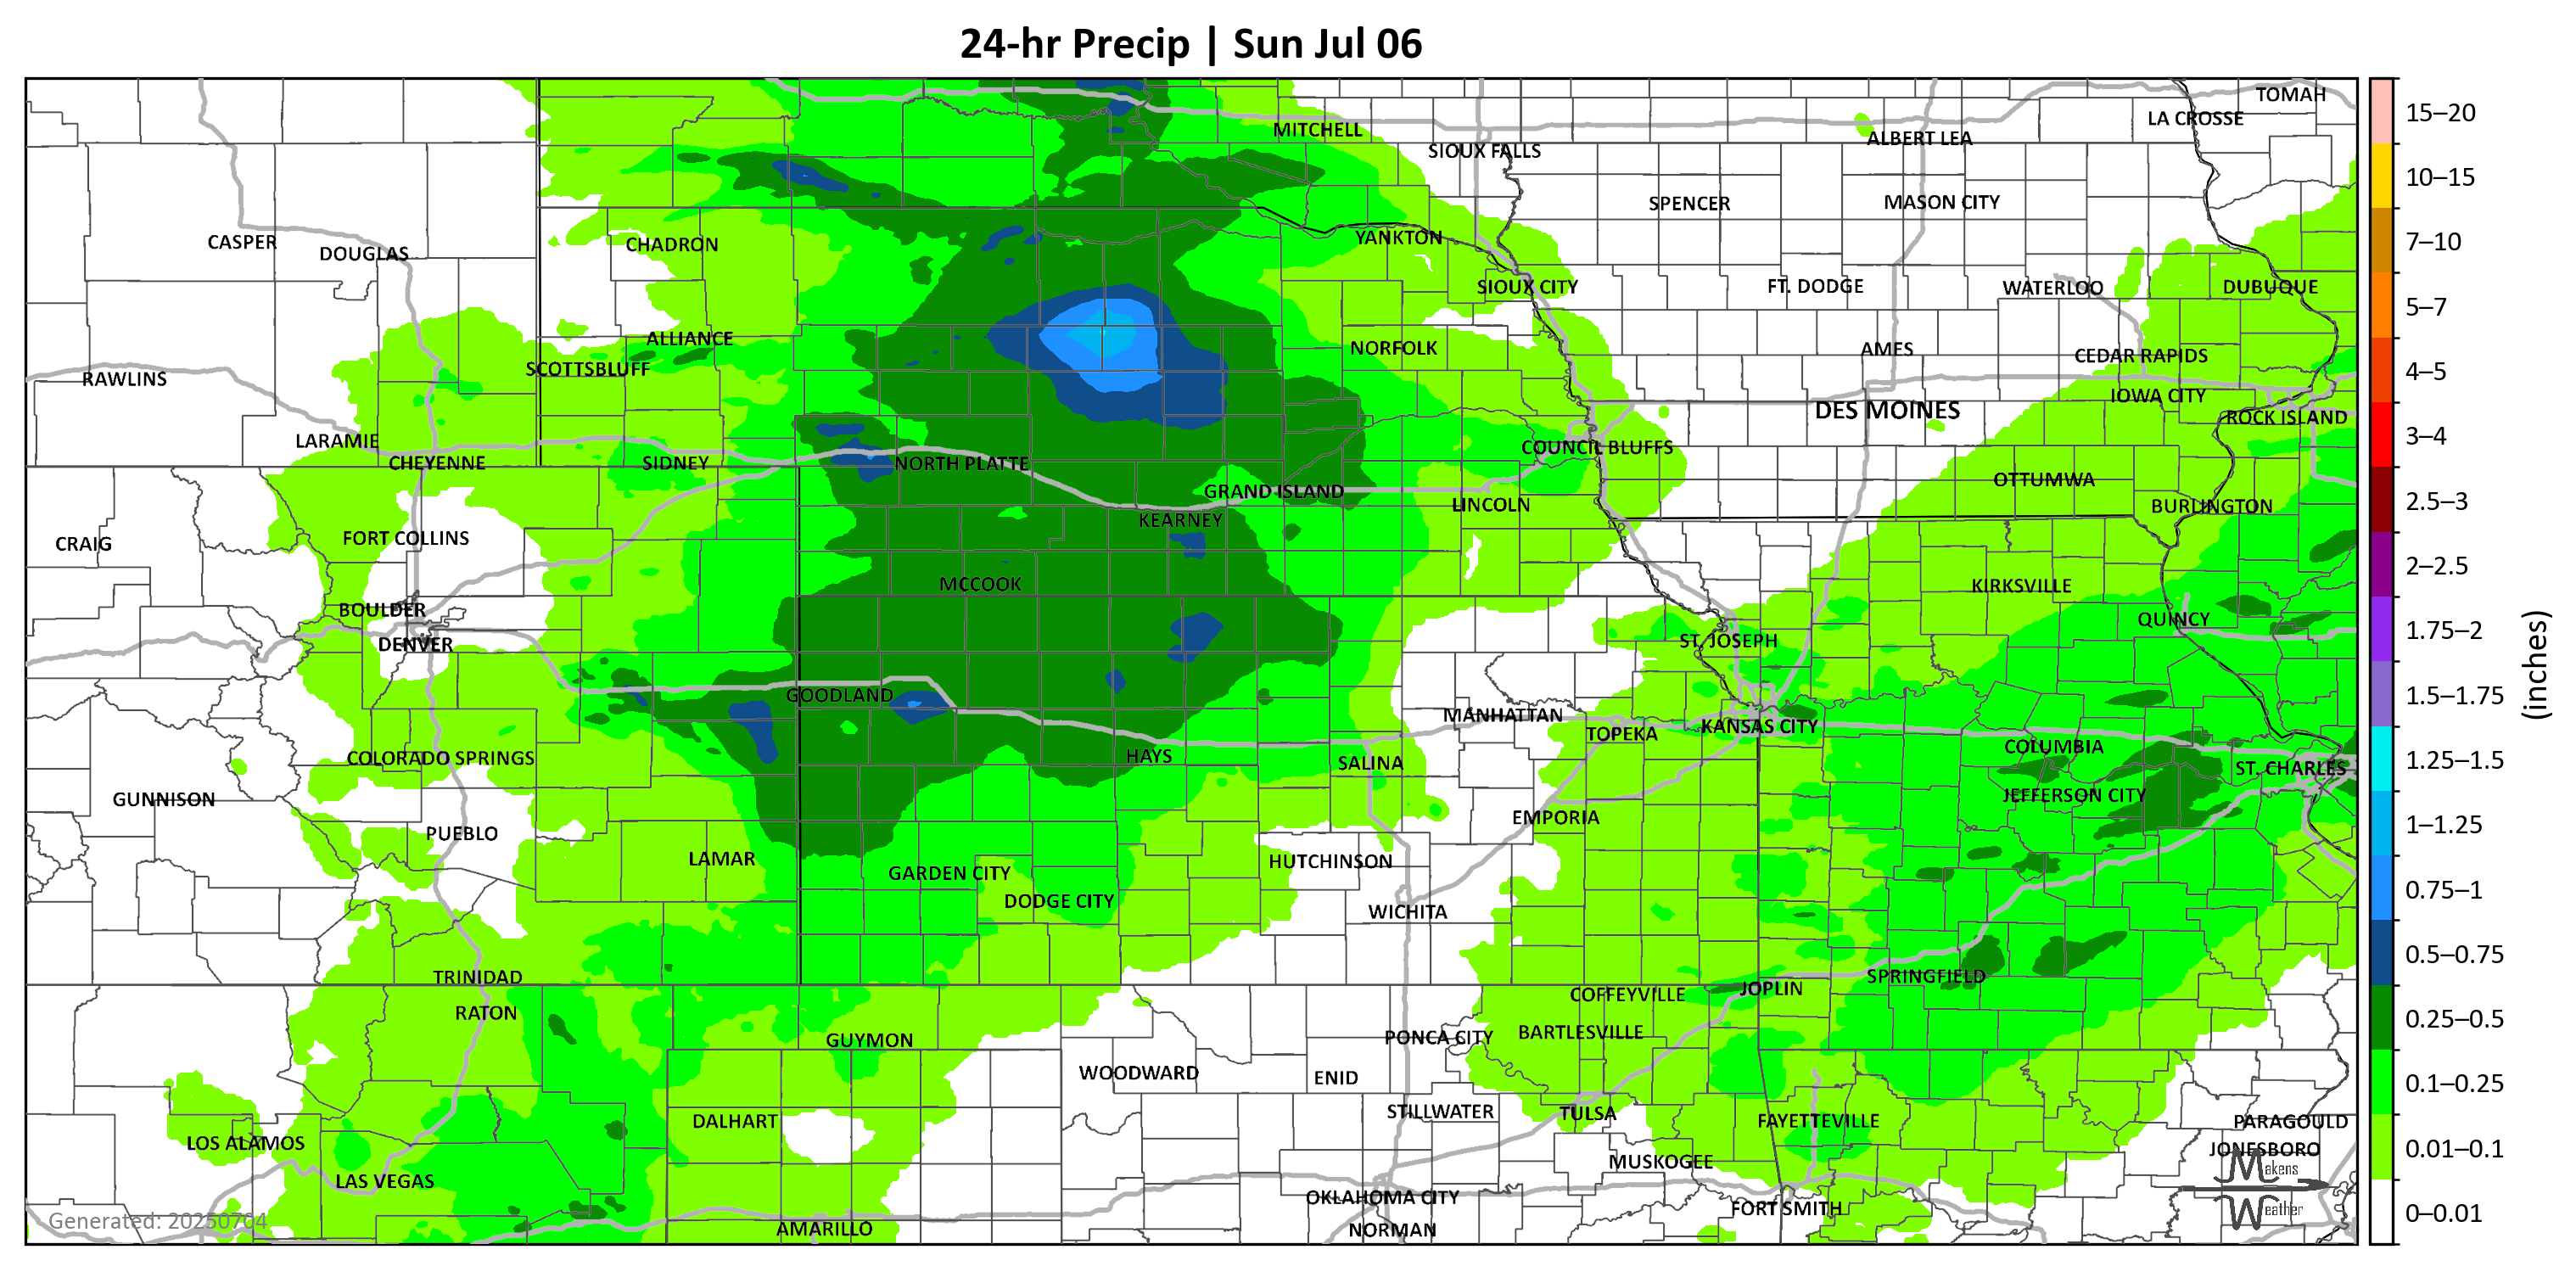 24-hr Precip | Sun Jul 06
TOMAH
LA CROSSE
MITCHELL
ALBERT LEA
SIOUX FALLS
SPENCER
MASON CITY
CASPER
DOUGLAS
CHADRON
YANKTON
SIOUX CITY
FT. DODGE
WATERLOO
DUBUQUE
ALLIANCE
NORFOLK
AMES
CEDAR RAPIDS
SCOTTSBLUFF
RAWLINS
IOWA CITY
DES MOINES
ROCK ISLAND
LARAMIE
COUNCIL BLUFFS
CHEYENNE
SIDNEY
NORTH PLATTE
OTTUMWA
GRAND ISLAND
LINCOLN
BURLINGTON
KEARNEY
CRAIG
FORT COLLINS
MCCOOK
KIRKSVILLE
BOULDER
QUINCY
DENVER
ST. JOSEPH
GOODLAND
MANHATTAN
TOPEKA
KANSAS CITY
COLUMBIA
COLORADO SPRINGS
HAYS
SALINA
ST. CHARLES
GUNNISON
JEFFERSON CITY
EMPORIA
PUEBLO
LAMAR
HUTCHINSON
GARDEN CITY
DODGE CITY
WICHITA
TRINIDAD
SPRINGFIELD
COFFEYVILLE
JOPLIN
RATON
GUYMON
PONCA CITY
BARTLESVILLE
WOODWARD
ENID
STILLWATER
TULSA
DALHART
FAYETTEVILLE
PARAGOULD
LOS ALAMOS
JONESBORO
MUSKOGEE
LAS VEGAS
OKLAHOMA CITY
FORT SMITH
AMARILLO
NORMAN
Generated: 20250704
Makens
Weather
15–20
10–15
7–10
5–7
4–5
3–4
2.5–3
2–2.5
1.75–2
1.5–1.75
1.25–1.5
1–1.25
0.75–1
0.5–0.75
0.25–0.5
0.1–0.25
0.01–0.1
0–0.01
(inches)